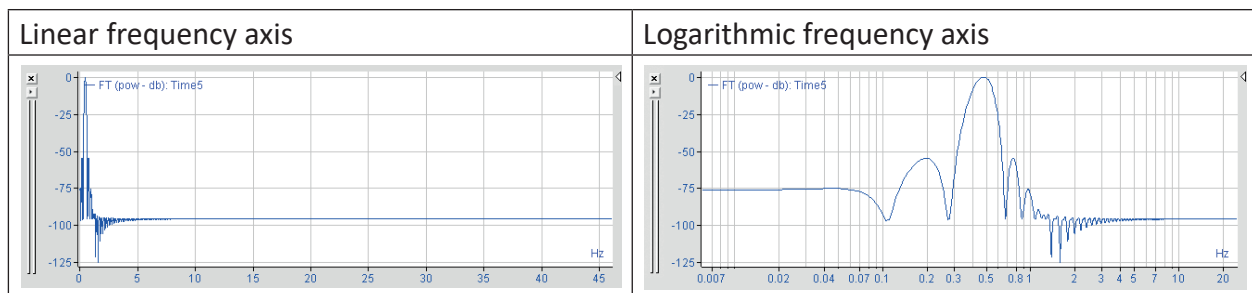 Linear frequency axis
Logarithmic frequency axis
FT (pow - db): Time5
0
-25
-50
-75
-100
-125
Hz
0 5 10 15 20 25 30 35 40 45
FT (pow - db): Time5
0
-25
-50
-75
-100
-125
Hz
0.007 0.02 0.04 0.07 0.1 0.2 0.3 0.5 0.8 1 2 3 4 5 7 10 20